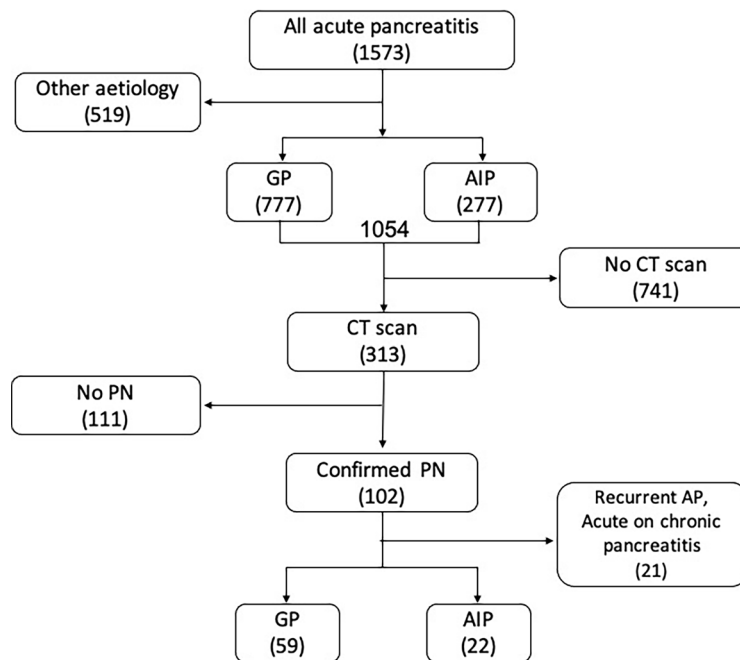 All acute pancreatitis
(1573)
Other aetiology
(519)
GP
(777)
AIP
(277)
1054
No CT scan
(741)
CT scan
(313)
No PN
(111)
Confirmed PN
(102)
Recurrent AP,
Acute on chronic
pancreatitis
(21)
GP
(59)
AIP
(22)